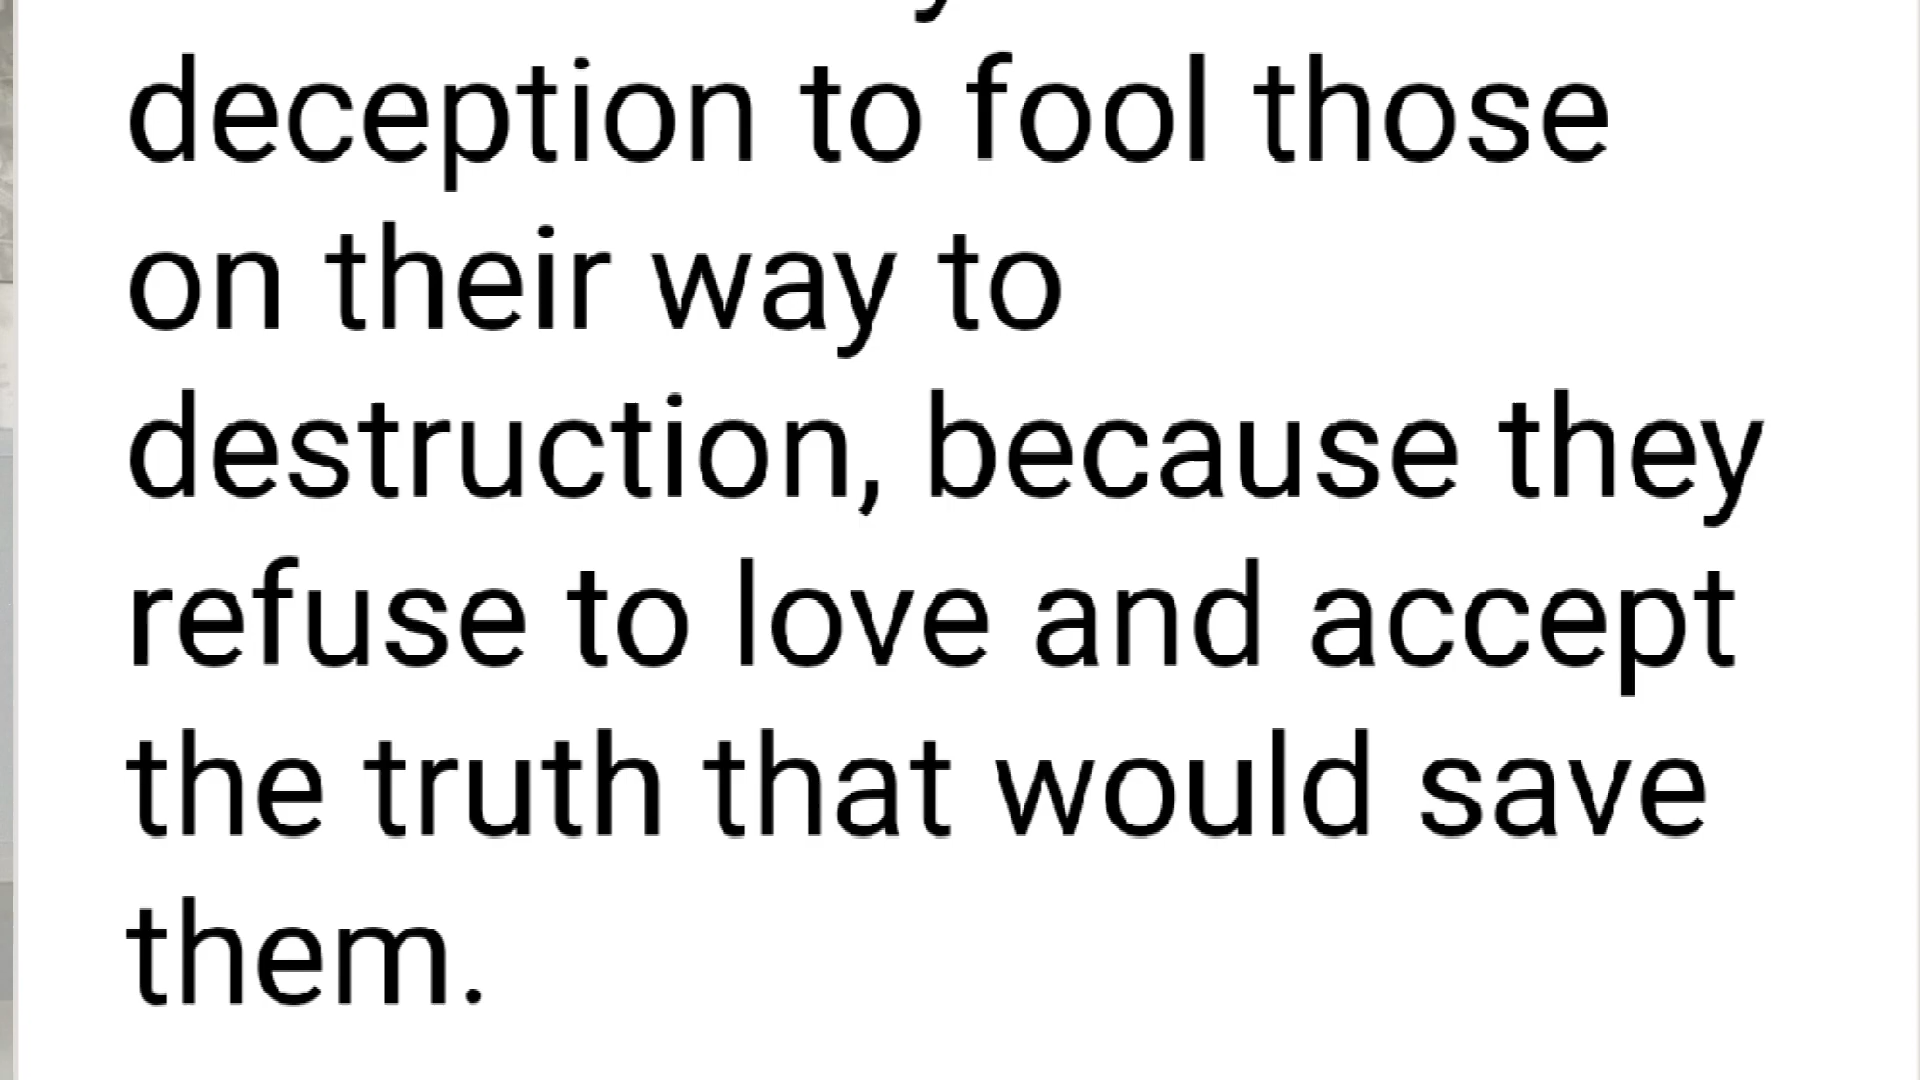 deception to fool those
on their way to
destruction, because they
refuse to love and accept
the truth that would save
them.